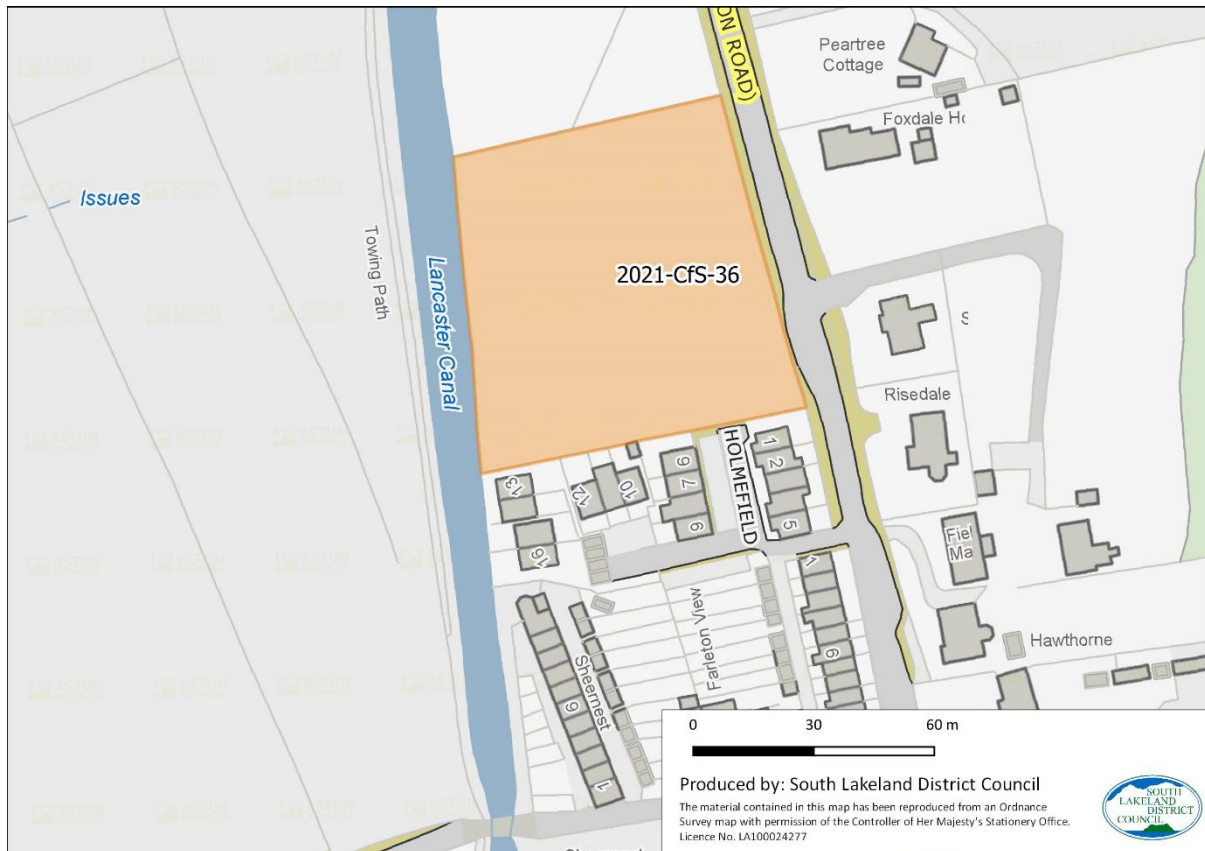 ON ROAD)
Peartree
Cottage
Foxdale Ho
Issues
Towing Path
Lancaster Canal
2021-CfS-36
S
Risedale
HOLMEFIELD
1
2
5
9
7
6
10
12
13
16
Fiel
Ma
1
6
Farleton View
Sheernest
6
1
Hawthorne
0 30 60 m
Produced by: South Lakeland District Council
The material contained in this map has been reproduced from an Ordnance
Survey map with permission of the Controller of Her Majesty's Stationery Office.
Licence No. LA100024277
SOUTH
LAKELAND
DISTRICT
COUNCIL
ASTUN